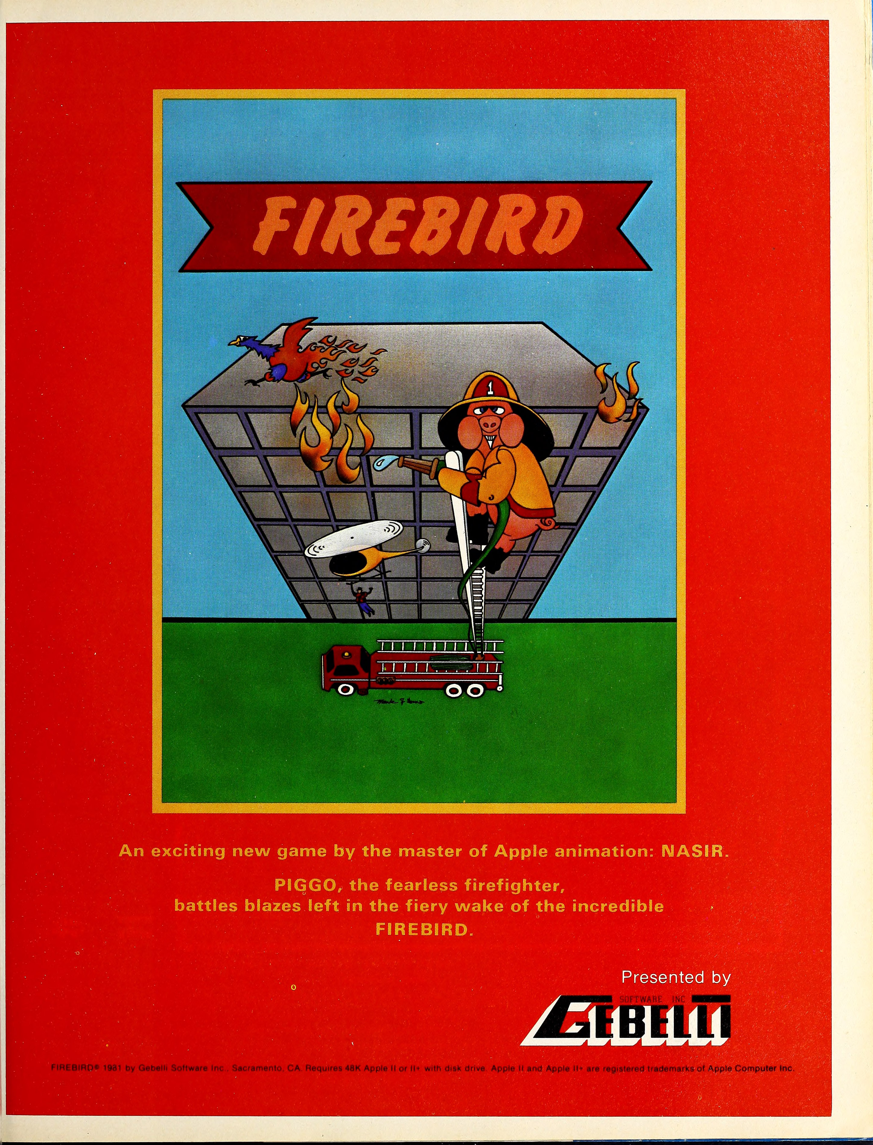 FIREBIRD
1
An exciting new game by the master of Apple animation: NASIR.
PIGGO, the fearless firefighter,
battles blazes left in the fiery wake of the incredible
FIREBIRD.
Presented by
SOFTWARE INC
GEBELLI
FIREBIRD® 1981 by Gebelli Software Inc., Sacramento, CA. Requires 48K Apple II or II+ with disk drive. Apple II and Apple II+ are registered trademarks of Apple Computer Inc.